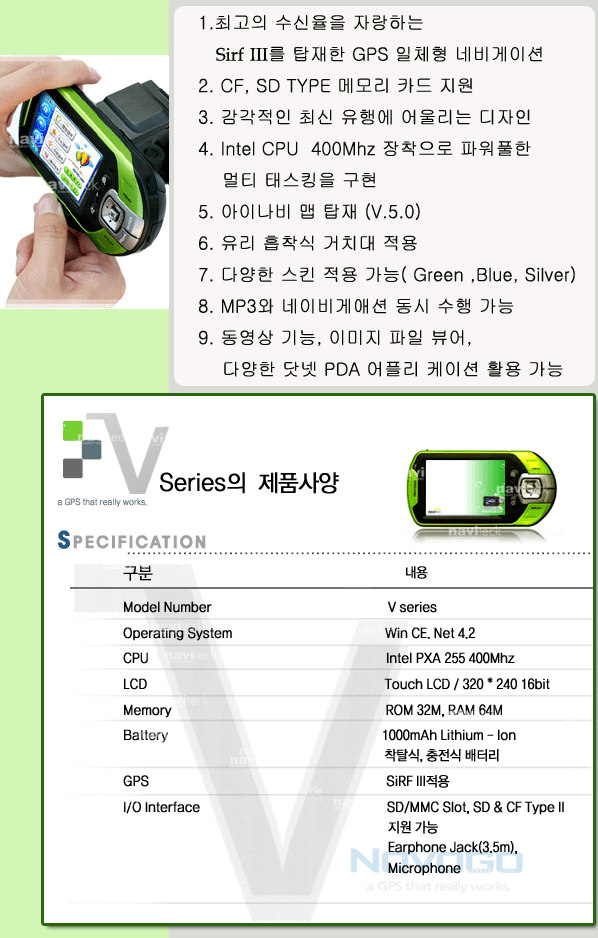 1.최고의 수신율을 자랑하는
Sirf III를 탑재한 GPS 일체형 네비게이션
2. CF, SD TYPE 메모리 카드 지원
3. 감각적인 최신 유행에 어울리는 디자인
4. Intel CPU 400Mhz 장착으로 파워풀한
멀티 태스킹을 구현
5. 아이나비 맵 탑재 (V.5.0)
6. 유리 흡착식 거치대 적용
7. 다양한 스킨 적용 가능( Green ,Blue, Silver)
8. MP3와 네이비게애션 동시 수행 가능
9. 동영상 기능, 이미지 파일 뷰어,
다양한 닷넷 PDA 어플리 케이션 활용 가능
V
Series의 제품사양
a GPS that really works.
SPECIFICATION
구분 내용
Model Number V series
Operating System Win CE. Net 4.2
CPU Intel PXA 255 400Mhz
LCD Touch LCD / 320 * 240 16bit
Memory ROM 32M, RAM 64M
Battery 1000mAh Lithium - Ion
착탈식, 충전식 배터리
GPS SiRF III적용
I/O Interface SD/MMC Slot, SD & CF Type II
지원 가능
Earphone Jack(3.5m),
Microphone
NOVOGO
a GPS that really works.